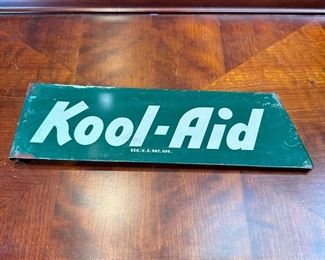 Kool-Aid
REG. U.S. PAT. OFF.